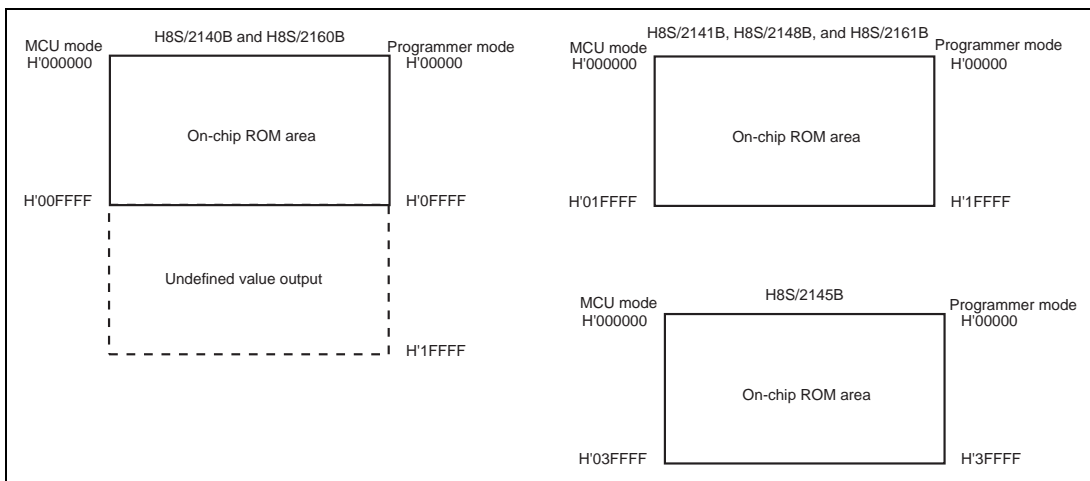 H8S/2140B and H8S/2160B
MCU mode
Programmer mode
H'000000
H'00000
On-chip ROM area
H'00FFFF
H'0FFFF
Undefined value output
H'1FFFF
H8S/2141B, H8S/2148B, and H8S/2161B
MCU mode
Programmer mode
H'000000
H'00000
On-chip ROM area
H'01FFFF
H'1FFFF
H8S/2145B
MCU mode
Programmer mode
H'000000
H'00000
On-chip ROM area
H'03FFFF
H'3FFFF